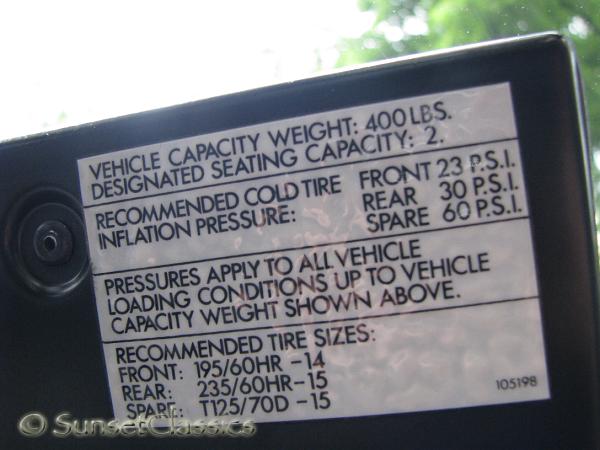 VEHICLE CAPACITY WEIGHT: 400 LBS.
DESIGNATED SEATING CAPACITY: 2.
RECOMMENDED COLD TIRE FRONT 23 P.S.I.
INFLATION PRESSURE: REAR 30 P.S.I.
SPARE 60 P.S.I.
PRESSURES APPLY TO ALL VEHICLE
LOADING CONDITIONS UP TO VEHICLE
CAPACITY WEIGHT SHOWN ABOVE.
RECOMMENDED TIRE SIZES:
FRONT: 195/60HR -14
REAR: 235/60HR-15
SPARE: T125/70D -15
105198
© SunsetClassics